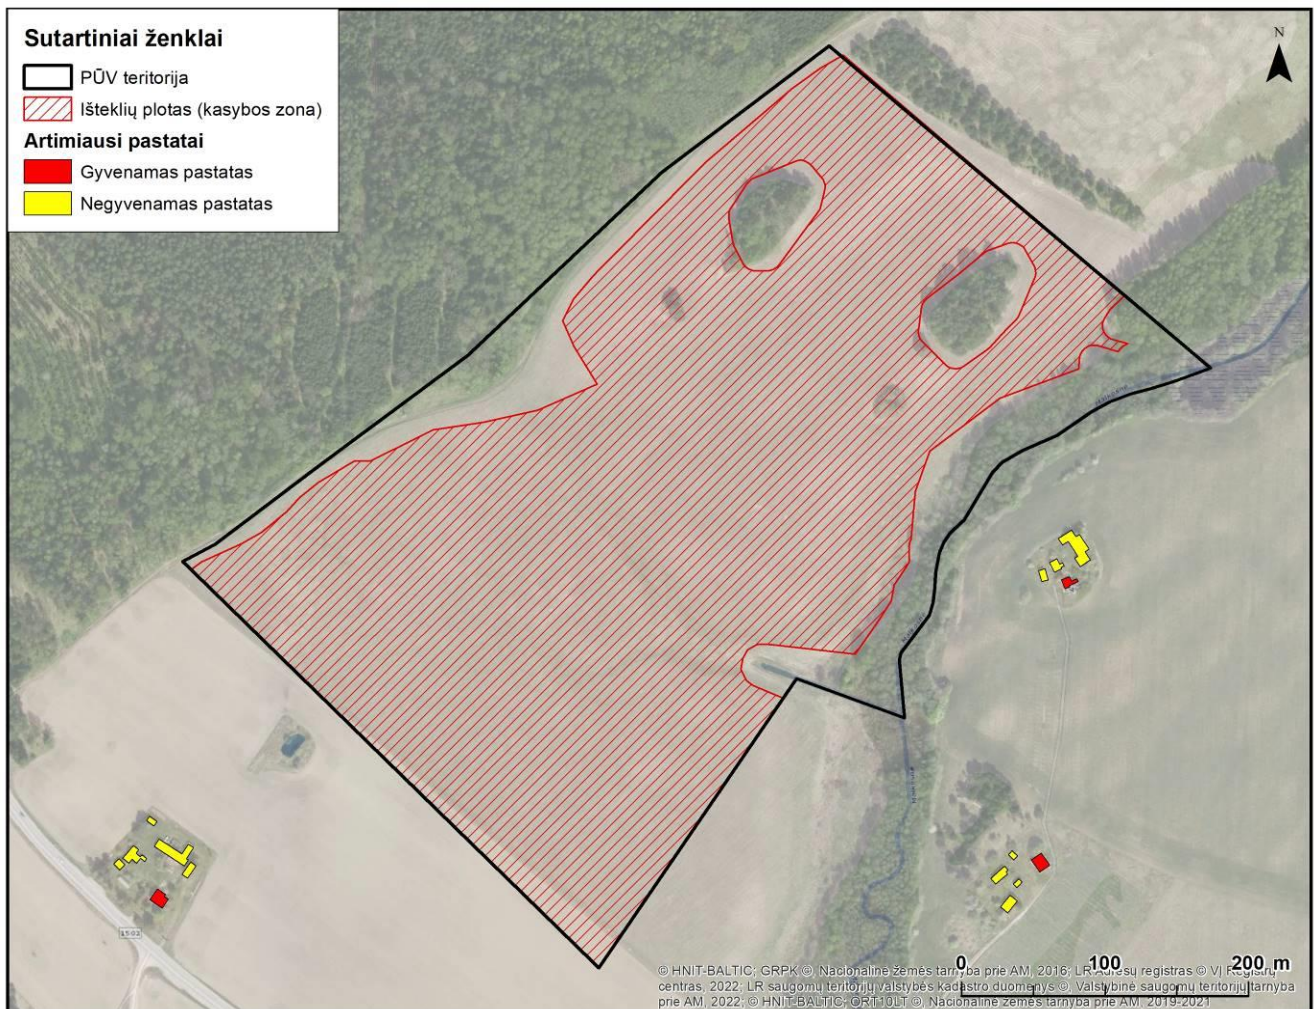 Sutartiniai ženklai
PŪV teritorija
Išteklių plotas (kasybos zona)
Artimiausi pastatai
Gyvenamas pastatas
Negyvenamas pastatas
N
1502
0 100 200 m
© HNIT-BALTIC; GRPK ©, Nacionalinė žemės tarnyba prie AM, 2016; LR Adresų registras © VĮ Registrų
centras, 2022; LR saugomų teritorijų valstybės kadastro duomenys ©, Valstybinė saugomų teritorijų tarnyba
prie AM, 2022; © HNIT-BALTIC; ORT10LT ©, Nacionalinė žemės tarnyba prie AM, 2019-2021